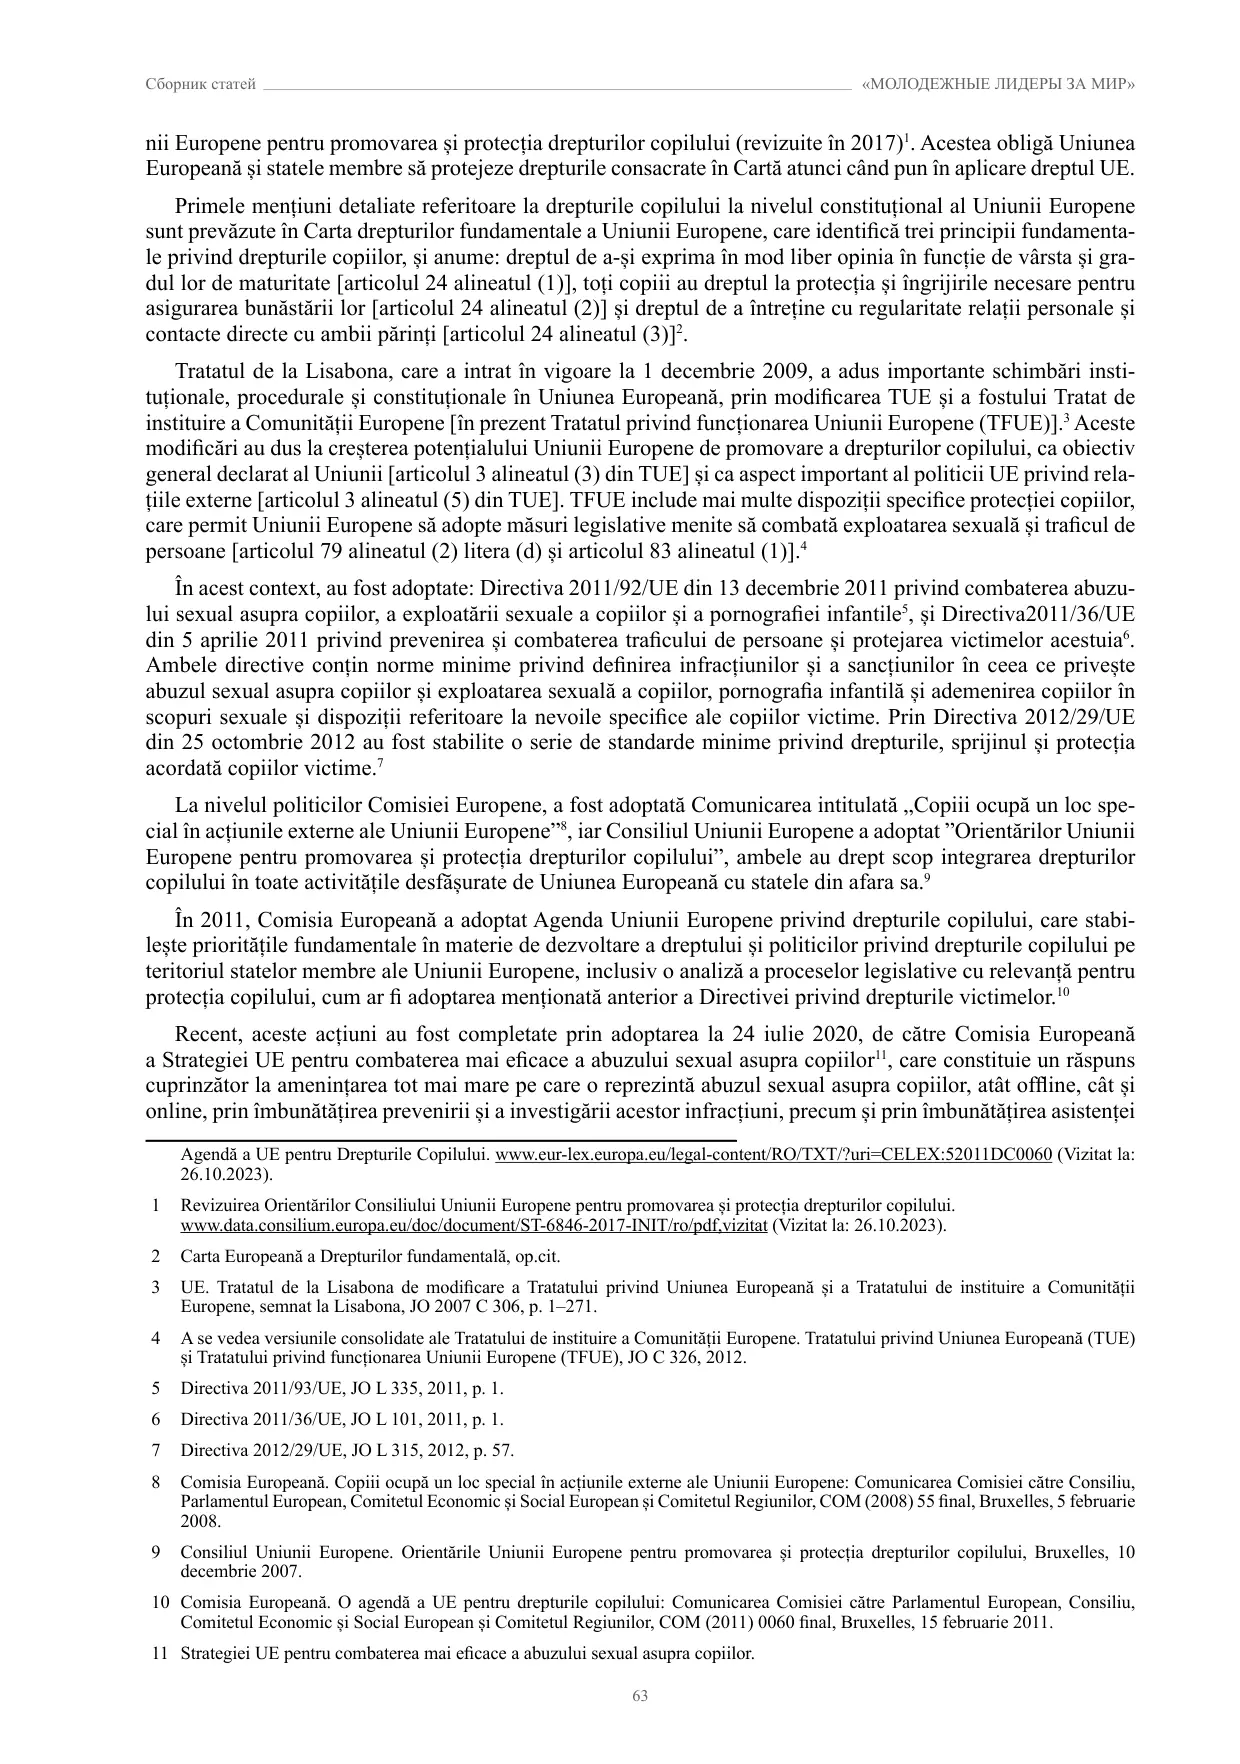 Сборник статей «МОЛОДЕЖНЫЕ ЛИДЕРЫ ЗА МИР»
nii Europene pentru promovarea și protecția drepturilor copilului (revizuite în 2017)1. Acestea obligă Uniunea
Europeană și statele membre să protejeze drepturile consacrate în Cartă atunci când pun în aplicare dreptul UE.
Primele mențiuni detaliate referitoare la drepturile copilului la nivelul constituțional al Uniunii Europene
sunt prevăzute în Carta drepturilor fundamentale a Uniunii Europene, care identifică trei principii fundamenta-
le privind drepturile copiilor, și anume: dreptul de a-și exprima în mod liber opinia în funcție de vârsta și gra-
dul lor de maturitate [articolul 24 alineatul (1)], toți copiii au dreptul la protecția și îngrijirile necesare pentru
asigurarea bunăstării lor [articolul 24 alineatul (2)] și dreptul de a întreține cu regularitate relații personale și
contacte directe cu ambii părinți [articolul 24 alineatul (3)]2.
Tratatul de la Lisabona, care a intrat în vigoare la 1 decembrie 2009, a adus importante schimbări insti-
tuționale, procedurale și constituționale în Uniunea Europeană, prin modificarea TUE și a fostului Tratat de
instituire a Comunității Europene [în prezent Tratatul privind funcționarea Uniunii Europene (TFUE)].3 Aceste
modificări au dus la creșterea potențialului Uniunii Europene de promovare a drepturilor copilului, ca obiectiv
general declarat al Uniunii [articolul 3 alineatul (3) din TUE] și ca aspect important al politicii UE privind rela-
țiile externe [articolul 3 alineatul (5) din TUE]. TFUE include mai multe dispoziții specifice protecției copiilor,
care permit Uniunii Europene să adopte măsuri legislative menite să combată exploatarea sexuală și traficul de
persoane [articolul 79 alineatul (2) litera (d) și articolul 83 alineatul (1)].4
În acest context, au fost adoptate: Directiva 2011/92/UE din 13 decembrie 2011 privind combaterea abuzu-
lui sexual asupra copiilor, a exploatării sexuale a copiilor și a pornografiei infantile5, și Directiva2011/36/UE
din 5 aprilie 2011 privind prevenirea și combaterea traficului de persoane și protejarea victimelor acestuia6.
Ambele directive conțin norme minime privind definirea infracțiunilor și a sancțiunilor în ceea ce privește
abuzul sexual asupra copiilor și exploatarea sexuală a copiilor, pornografia infantilă și ademenirea copiilor în
scopuri sexuale și dispoziții referitoare la nevoile specifice ale copiilor victime. Prin Directiva 2012/29/UE
din 25 octombrie 2012 au fost stabilite o serie de standarde minime privind drepturile, sprijinul și protecția
acordată copiilor victime.7
La nivelul politicilor Comisiei Europene, a fost adoptată Comunicarea intitulată „Copiii ocupă un loc spe-
cial în acțiunile externe ale Uniunii Europene”8, iar Consiliul Uniunii Europene a adoptat ”Orientărilor Uniunii
Europene pentru promovarea și protecția drepturilor copilului”, ambele au drept scop integrarea drepturilor
copilului în toate activitățile desfășurate de Uniunea Europeană cu statele din afara sa.9
În 2011, Comisia Europeană a adoptat Agenda Uniunii Europene privind drepturile copilului, care stabi-
lește prioritățile fundamentale în materie de dezvoltare a dreptului și politicilor privind drepturile copilului pe
teritoriul statelor membre ale Uniunii Europene, inclusiv o analiză a proceselor legislative cu relevanță pentru
protecția copilului, cum ar fi adoptarea menționată anterior a Directivei privind drepturile victimelor.10
Recent, aceste acțiuni au fost completate prin adoptarea la 24 iulie 2020, de către Comisia Europeană
a Strategiei UE pentru combaterea mai eficace a abuzului sexual asupra copiilor11, care constituie un răspuns
cuprinzător la amenințarea tot mai mare pe care o reprezintă abuzul sexual asupra copiilor, atât offline, cât și
online, prin îmbunătățirea prevenirii și a investigării acestor infracțiuni, precum și prin îmbunătățirea asistenței
Agendă a UE pentru Drepturile Copilului. www.eur-lex.europa.eu/legal-content/RO/TXT/?uri=CELEX:52011DC0060 (Vizitat la:
26.10.2023).
1 Revizuirea Orientărilor Consiliului Uniunii Europene pentru promovarea și protecția drepturilor copilului.
www.data.consilium.europa.eu/doc/document/ST-6846-2017-INIT/ro/pdf,vizitat (Vizitat la: 26.10.2023).
2 Carta Europeană a Drepturilor fundamentală, op.cit.
3 UE. Tratatul de la Lisabona de modificare a Tratatului privind Uniunea Europeană și a Tratatului de instituire a Comunității
Europene, semnat la Lisabona, JO 2007 C 306, p. 1–271.
4 A se vedea versiunile consolidate ale Tratatului de instituire a Comunității Europene. Tratatului privind Uniunea Europeană (TUE)
și Tratatului privind funcționarea Uniunii Europene (TFUE), JO C 326, 2012.
5 Directiva 2011/93/UE, JO L 335, 2011, p. 1.
6 Directiva 2011/36/UE, JO L 101, 2011, p. 1.
7 Directiva 2012/29/UE, JO L 315, 2012, p. 57.
8 Comisia Europeană. Copiii ocupă un loc special în acțiunile externe ale Uniunii Europene: Comunicarea Comisiei către Consiliu,
Parlamentul European, Comitetul Economic și Social European și Comitetul Regiunilor, COM (2008) 55 final, Bruxelles, 5 februarie
2008.
9 Consiliul Uniunii Europene. Orientările Uniunii Europene pentru promovarea și protecția drepturilor copilului, Bruxelles, 10
decembrie 2007.
10 Comisia Europeană. O agendă a UE pentru drepturile copilului: Comunicarea Comisiei către Parlamentul European, Consiliu,
Comitetul Economic și Social European și Comitetul Regiunilor, COM (2011) 0060 final, Bruxelles, 15 februarie 2011.
11 Strategiei UE pentru combaterea mai eficace a abuzului sexual asupra copiilor.
63